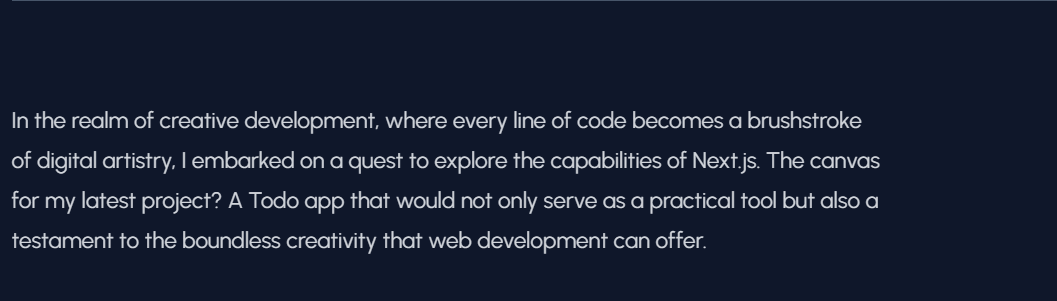 In the realm of creative development, where every line of code becomes a brushstroke
of digital artistry, I embarked on a quest to explore the capabilities of Next.js. The canvas
for my latest project? A Todo app that would not only serve as a practical tool but also a
testament to the boundless creativity that web development can offer.